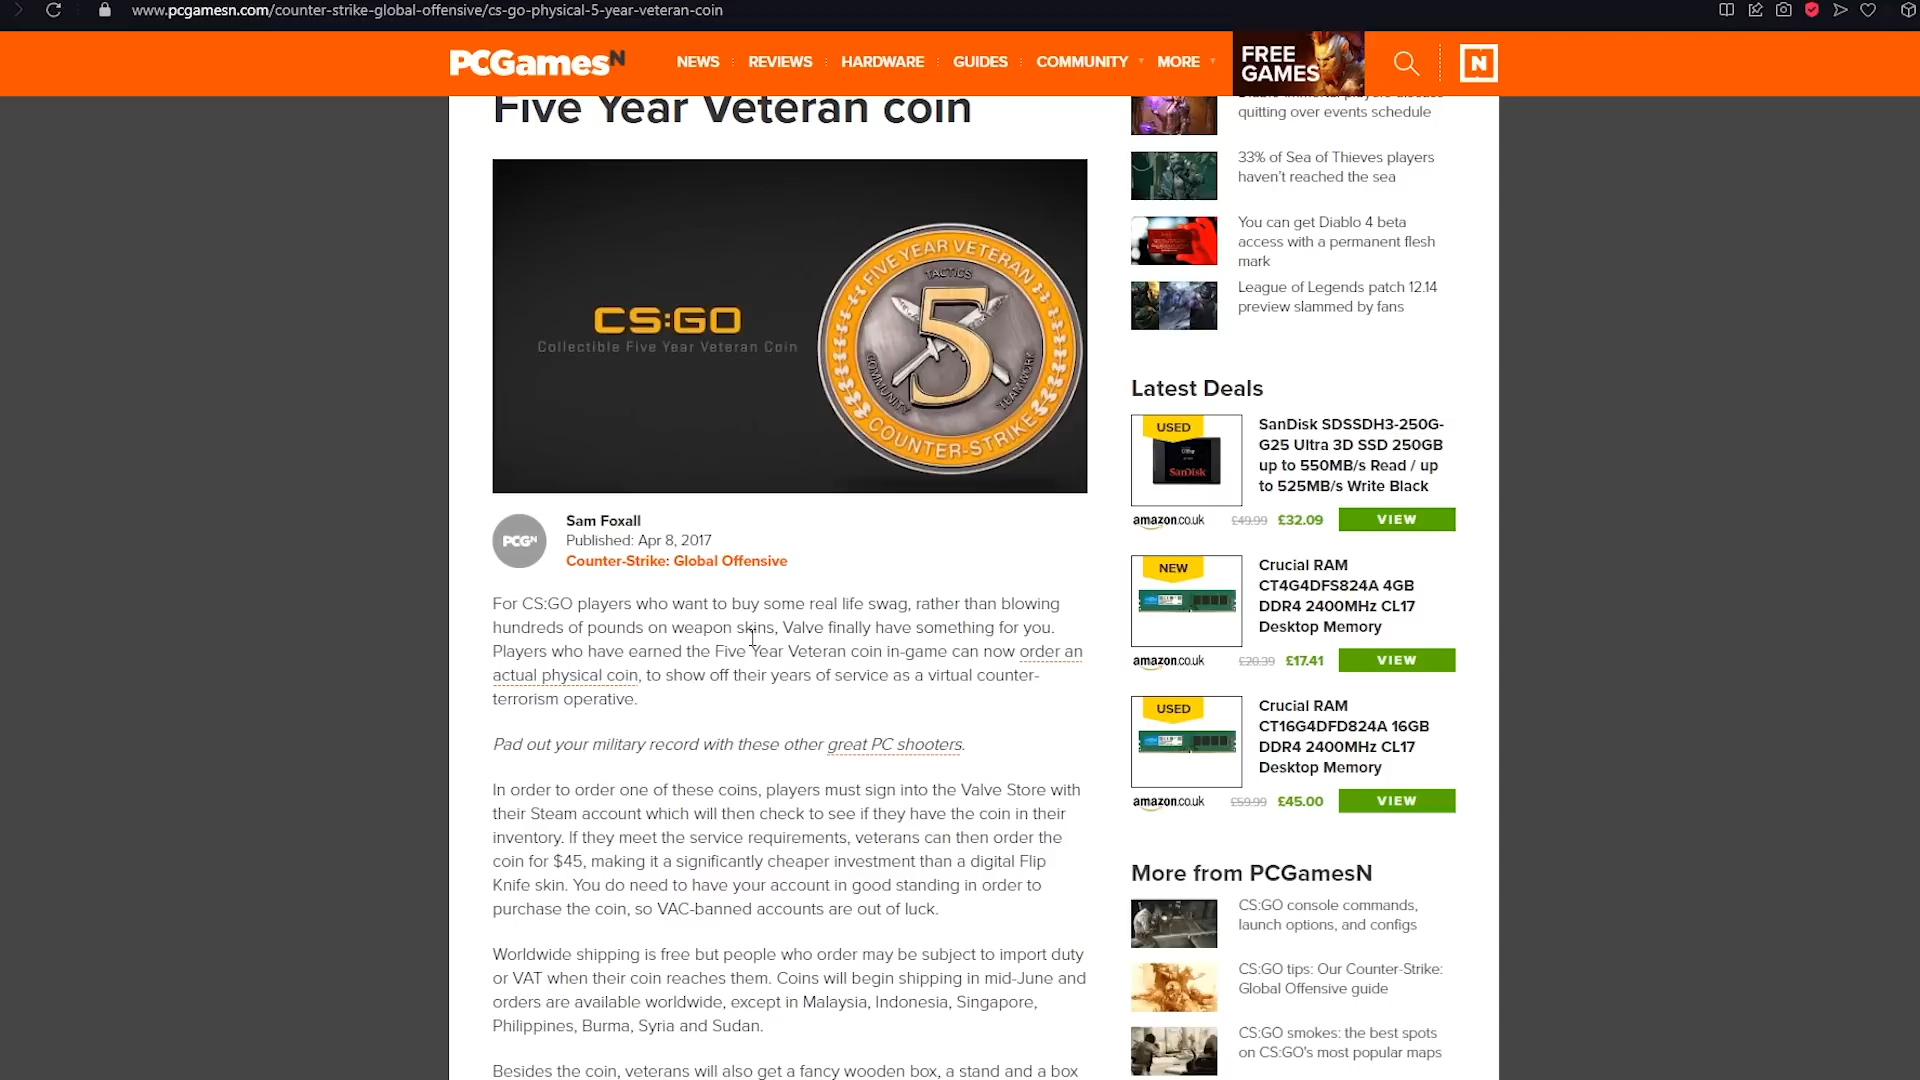 www.pcgamesn.com/counter-strike-global-offensive/cs-go-physical-5-year-veteran-coin
PCGamesN
NEWS
REVIEWS
HARDWARE
GUIDES
COMMUNITY
MORE
FREE
GAMES
N
Five Year Veteran coin
CS:GO
Collectible Five Year Veteran Coin
FIVE YEAR VETERAN
TACTICS
5
COMMUNITY
TEAMWORK
COUNTER-STRIKE
PCGN
Sam Foxall
Published: Apr 8, 2017
Counter-Strike: Global Offensive
For CS:GO players who want to buy some real life swag, rather than blowing
hundreds of pounds on weapon skins, Valve finally have something for you.
Players who have earned the Five Year Veteran coin in-game can now order an
actual physical coin, to show off their years of service as a virtual counter-
terrorism operative.
Pad out your military record with these other great PC shooters.
In order to order one of these coins, players must sign into the Valve Store with
their Steam account which will then check to see if they have the coin in their
inventory. If they meet the service requirements, veterans can then order the
coin for $45, making it a significantly cheaper investment than a digital Flip
Knife skin. You do need to have your account in good standing in order to
purchase the coin, so VAC-banned accounts are out of luck.
Worldwide shipping is free but people who order may be subject to import duty
or VAT when their coin reaches them. Coins will begin shipping in mid-June and
orders are available worldwide, except in Malaysia, Indonesia, Singapore,
Philippines, Burma, Syria and Sudan.
Besides the coin, veterans will also get a fancy wooden box, a stand and a box
quitting over events schedule
33% of Sea of Thieves players
haven't reached the sea
You can get Diablo 4 beta
access with a permanent flesh
mark
League of Legends patch 12.14
preview slammed by fans
Latest Deals
USED
SanDisk
SanDisk SDSSDH3-250G-
G25 Ultra 3D SSD 250GB
up to 550MB/s Read / up
to 525MB/s Write Black
amazon.co.uk
£49.99 £32.09
VIEW
NEW
Crucial RAM
CT4G4DFS824A 4GB
DDR4 2400MHz CL17
Desktop Memory
amazon.co.uk
£20.39 £17.41
VIEW
USED
Crucial RAM
CT16G4DFD824A 16GB
DDR4 2400MHz CL17
Desktop Memory
amazon.co.uk
£59.99 £45.00
VIEW
More from PCGamesN
CS:GO console commands,
launch options, and configs
CS:GO tips: Our Counter-Strike:
Global Offensive guide
CS:GO smokes: the best spots
on CS:GO's most popular maps